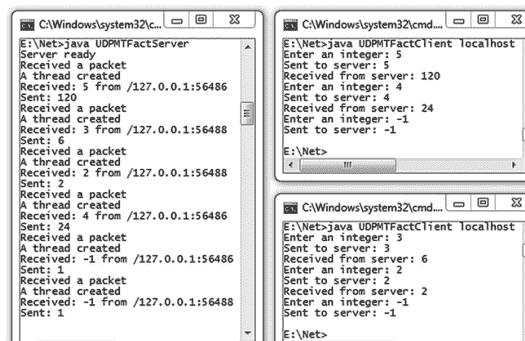 C:\Windows\system32\c...
E:\Net>java UDPMTFactServer
Server ready
Received a packet
A thread created
Received: 5 from /127.0.0.1:56486
Sent: 120
Received a packet
A thread created
Received: 3 from /127.0.0.1:56488
Sent: 6
Received a packet
A thread created
Received: 2 from /127.0.0.1:56488
Sent: 2
Received a packet
A thread created
Received: 4 from /127.0.0.1:56486
Sent: 24
Received a packet
A thread created
Received: -1 from /127.0.0.1:56486
Sent: 1
Received a packet
A thread created
Received: -1 from /127.0.0.1:56488
Sent: 1
C:\Windows\system32\cmd....
E:\Net>java UDPMTFactClient localhost
Enter an integer: 5
Sent to server: 5
Received from server: 120
Enter an integer: 4
Sent to server: 4
Received from server: 24
Enter an integer: -1
Sent to server: -1
E:\Net>
C:\Windows\system32\cmd....
E:\Net>java UDPMTFactClient localhost
Enter an integer: 3
Sent to server: 3
Received from server: 6
Enter an integer: 2
Sent to server: 2
Received from server: 2
Enter an integer: -1
Sent to server: -1
E:\Net>